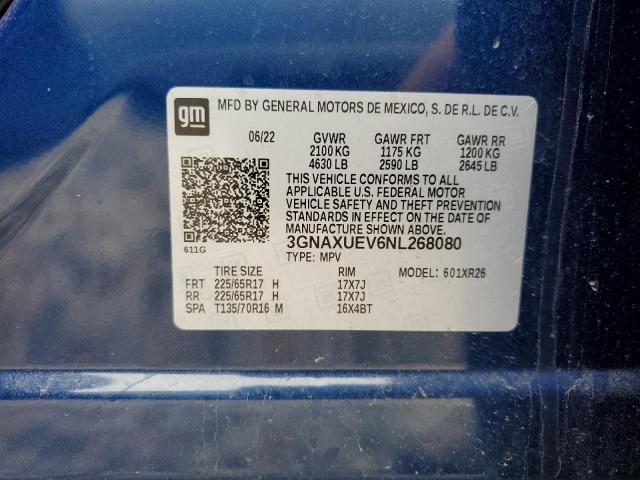 gm
MFD BY GENERAL MOTORS DE MEXICO, S. DE R.L. DE C.V.
06/22 GVWR GAWR FRT GAWR RR
2100 KG 1175 KG 1200 KG
4630 LB 2590 LB 2645 LB
THIS VEHICLE CONFORMS TO ALL
APPLICABLE U.S. FEDERAL MOTOR
VEHICLE SAFETY AND THEFT PREVENTION
STANDARDS IN EFFECT ON THE DATE OF
MANUFACTURE SHOWN ABOVE.
611G 3GNAXUEV6NL268080
TYPE: MPV
TIRE SIZE RIM MODEL: 601XR26
FRT 225/65R17 H 17X7J
RR 225/65R17 H 17X7J
SPA T135/70R16 M 16X4BT